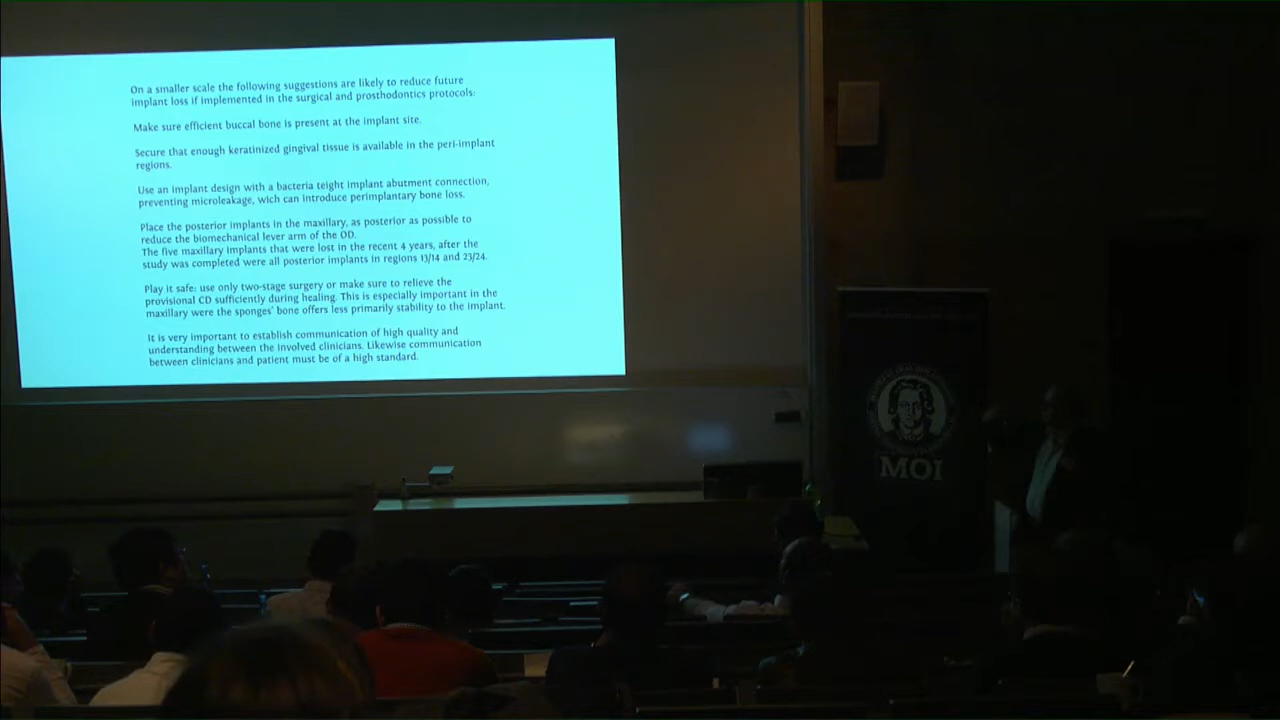 On a smaller scale the following suggestions are likely to reduce future
implant loss if implemented in the surgical and prosthodontics protocols:
Make sure efficient buccal bone is present at the implant site.
Secure that enough keratinized gingival tissue is available in the peri-implant
regions.
Use an implant design with a bacteria teight implant abutment connection,
preventing microleakage, wich can introduce perimplantary bone loss.
Place the posterior implants in the maxillary, as posterior as possible to
reduce the biomechanical lever arm of the OD.
The five maxillary implants that were lost in the recent 4 years, after the
study was completed were all posterior implants in regions 13/14 and 23/24.
Play it safe: use only two-stage surgery or make sure to relieve the
provisional CD sufficiently during healing. This is especially important in the
maxillary were the sponges' bone offers less primarily stability to the implant.
It is very important to establish communication of high quality and
understanding between the involved clinicians. Likewise communication
between clinicians and patient must be of a high standard.
MOI